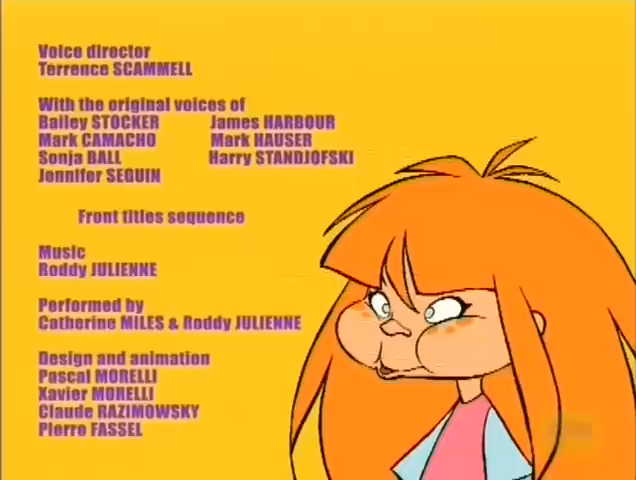 Voice director
Terrence SCAMMELL
With the original voices of
Bailey STOCKER James HARBOUR
Mark CAMACHO Mark HAUSER
Sonja BALL Harry STANDJOFSKI
Jennifer SEGUIN
Front titles sequence
Music
Roddy JULIENNE
Performed by
Catherine MILES & Roddy JULIENNE
Design and animation
Pascal MORELLI
Xavier MORELLI
Claude RAZIMOWSKY
Pierre FASSEL